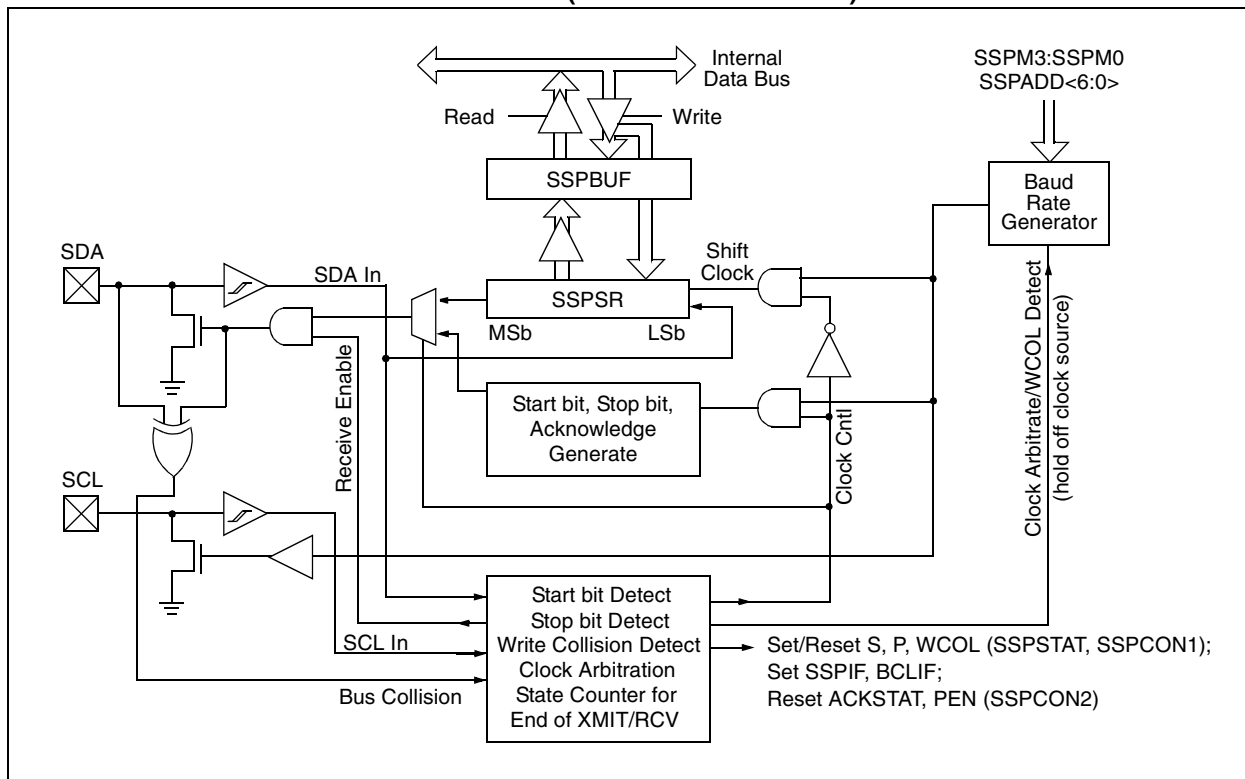 Internal
Data Bus
SSPM3:SSPM0
SSPADD<6:0>
Read
Write
SSPBUF
Baud
Rate
Generator
SDA
SDA In
Shift
Clock
SSPSR
MSb
LSb
Start bit, Stop bit,
Acknowledge
Generate
Receive Enable
Clock Cntl
Clock Arbitrate/WCOL Detect
(hold off clock source)
SCL
SCL In
Bus Collision
Start bit Detect
Stop bit Detect
Write Collision Detect
Clock Arbitration
State Counter for
End of XMIT/RCV
Set/Reset S, P, WCOL (SSPSTAT, SSPCON1);
Set SSPIF, BCLIF;
Reset ACKSTAT, PEN (SSPCON2)